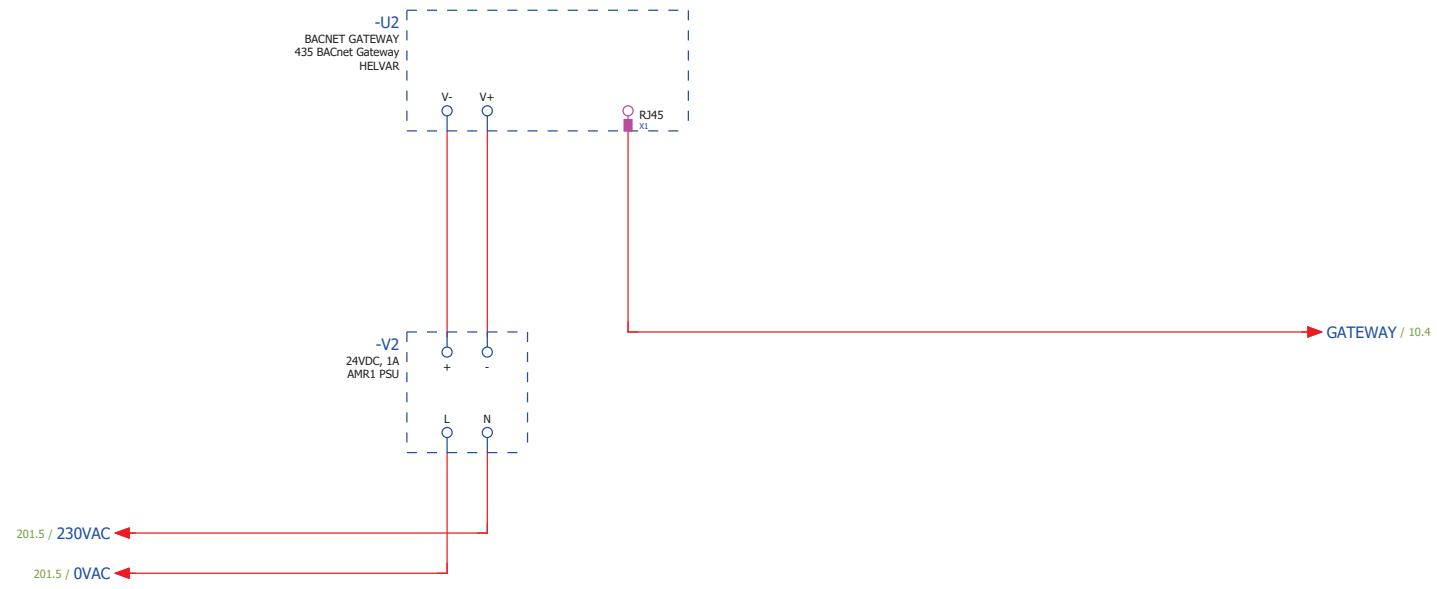 -U2
BACNET GATEWAY
435 BACnet Gateway
HELVAR
V- V+
RJ45
X1
-V2
24VDC, 1A
AMR1 PSU
+ -
L N
GATEWAY / 10.4
201.5 / 230VAC
201.5 / 0VAC